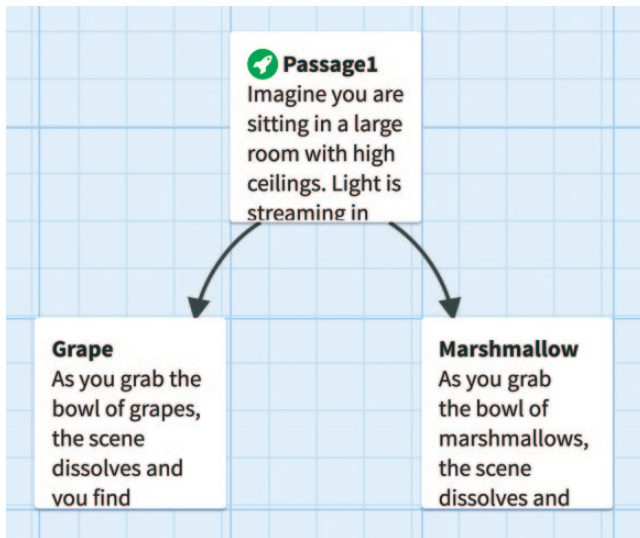 Passage1
Imagine you are
sitting in a large
room with high
ceilings. Light is
streaming in
Grape
As you grab the
bowl of grapes,
the scene
dissolves and
you find
Marshmallow
As you grab
the bowl of
marshmallows,
the scene
dissolves and